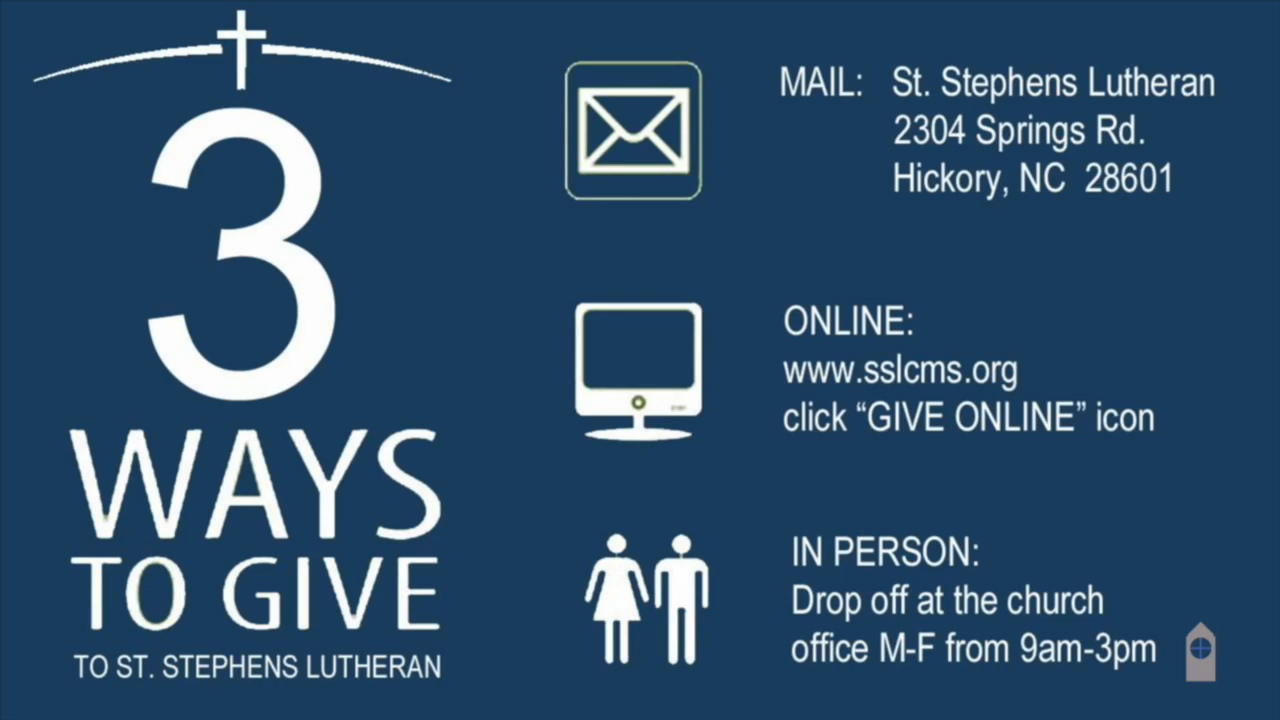 3
WAYS
TO GIVE
TO ST. STEPHENS LUTHERAN
MAIL: St. Stephens Lutheran
2304 Springs Rd.
Hickory, NC 28601
ONLINE:
www.sslcms.org
click “GIVE ONLINE” icon
IN PERSON:
Drop off at the church
office M-F from 9am-3pm